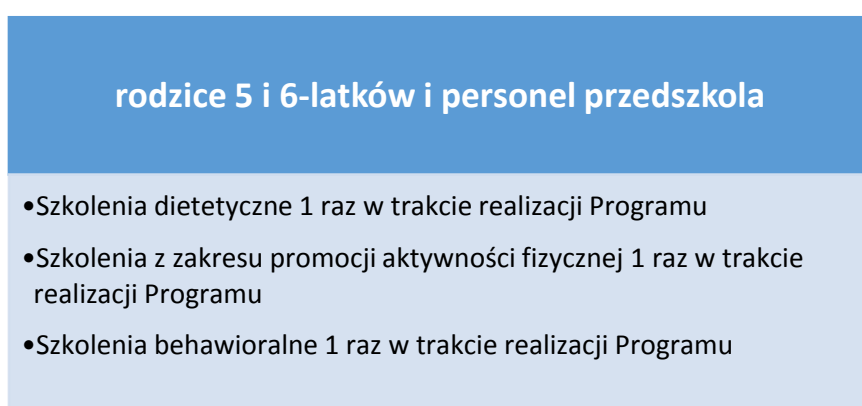 rodzice 5 i 6-latków i personel przedszkola
•Szkolenia dietetyczne 1 raz w trakcie realizacji Programu
•Szkolenia z zakresu promocji aktywności fizycznej 1 raz w trakcie
realizacji Programu
•Szkolenia behawioralne 1 raz w trakcie realizacji Programu